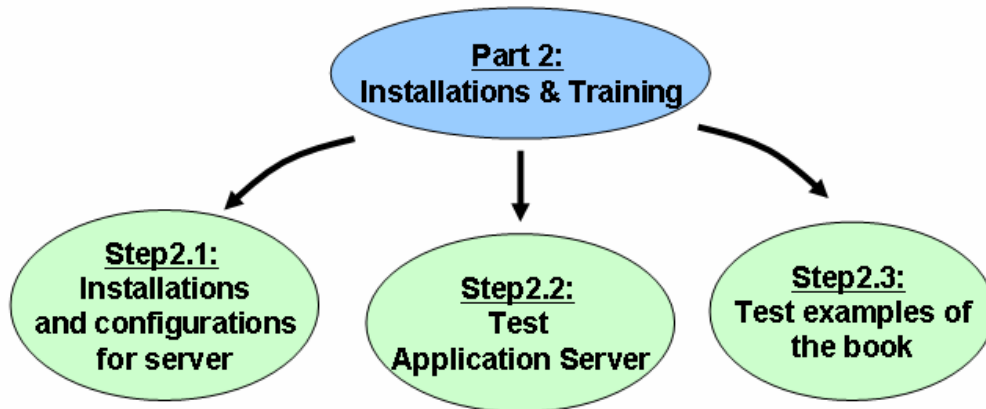 Part 2:
Installations & Training
Step2.1:
Installations
and configurations
for server
Step2.2:
Test
Application Server
Step2.3:
Test examples of
the book